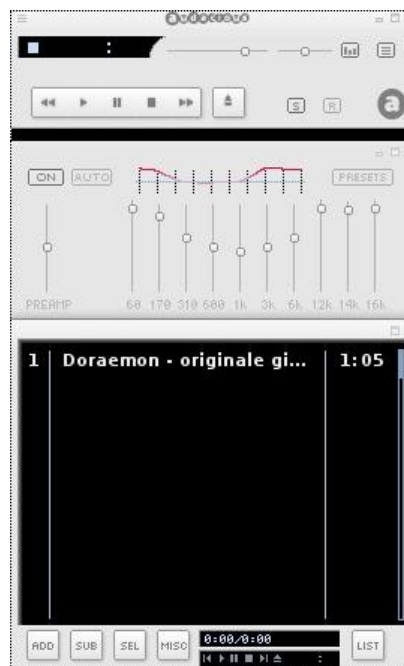 audacious
:
S R a
ON AUTO PRESETS
PREAMP 60 170 310 600 1k 3k 6k 12k 14k 16k
1 Doraemon - originale gi... 1:05
ADD SUB SEL MISC 0:00/0:00 LIST
: